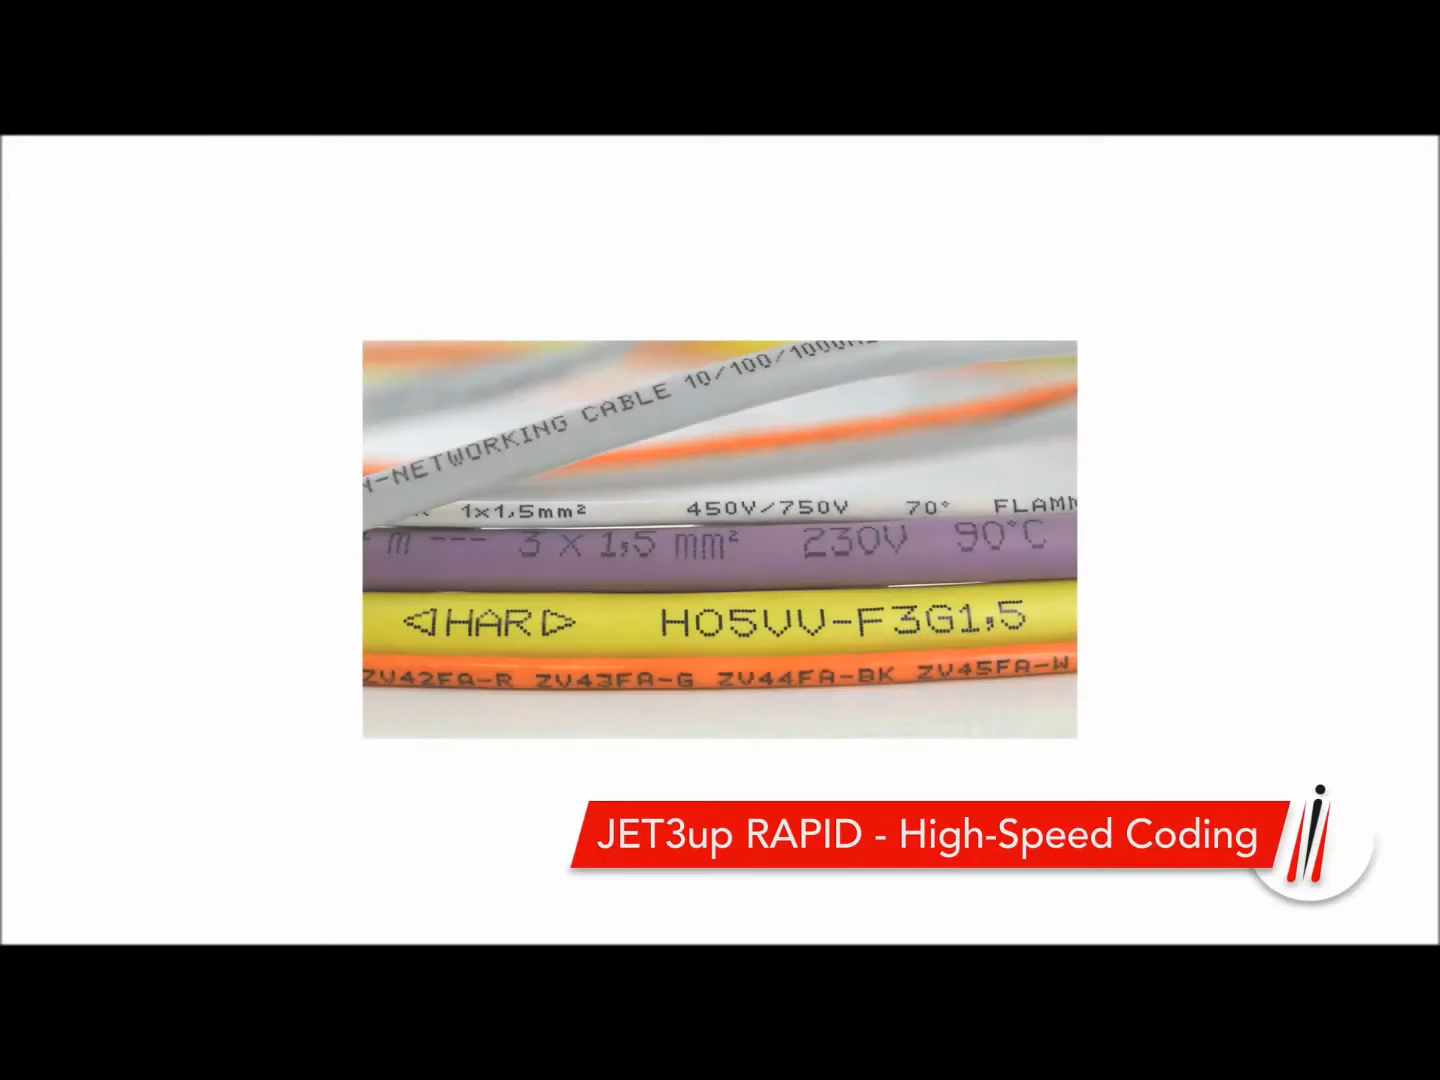 NETWORKING CABLE 10/100/1000
1x1,5mm² 450V/750V 70°
m --- 3 x 1,5 mm² 230V 90°C
◁HAR▷ H05VV-F3G1,5
ZV42FA-R ZV43FA-G ZV44FA-BK ZV45FA-W
JET3up RAPID - High-Speed Coding